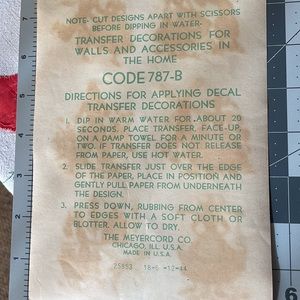 NOTE- CUT DESIGNS APART WITH SCISSORS
BEFORE DIPPING IN WATER-
TRANSFER DECORATIONS FOR
WALLS AND ACCESSORIES IN
THE HOME
CODE 787-B
DIRECTIONS FOR APPLYING DECAL
TRANSFER DECORATIONS
1. DIP IN WARM WATER FOR ABOUT 20
SECONDS. PLACE TRANSFER, FACE-UP,
ON A DAMP TOWEL FOR A MINUTE OR
TWO. IF TRANSFER DOES NOT RELEASE
FROM PAPER, USE HOT WATER.
2. SLIDE TRANSFER JUST OVER THE EDGE
OF THE PAPER, PLACE IN POSITION AND
GENTLY PULL PAPER FROM UNDERNEATH
THE DESIGN.
3. PRESS DOWN, RUBBING FROM CENTER
TO EDGES WITH A SOFT CLOTH OR
BLOTTER. ALLOW TO DRY.
THE MEYERCORD CO.
CHICAGO, ILL. U.S.A.
MADE IN U.S.A.